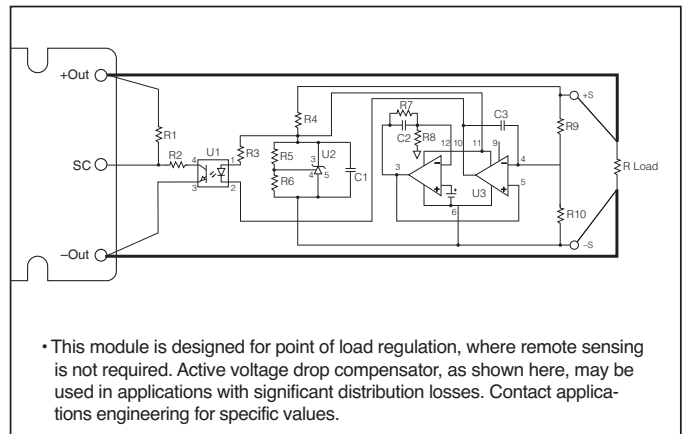 +Out
R1
SC
R2
U1
4
1
3
2
R3
R4
R5
R6
U2
3
4
5
C1
R7
C2
R8
12
10
11
9
C3
3
4
5
6
+
U3
+S
R9
R10
–S
R Load
–Out
• This module is designed for point of load regulation, where remote sensing
is not required. Active voltage drop compensator, as shown here, may be
used in applications with significant distribution losses. Contact applica-
tions engineering for specific values.